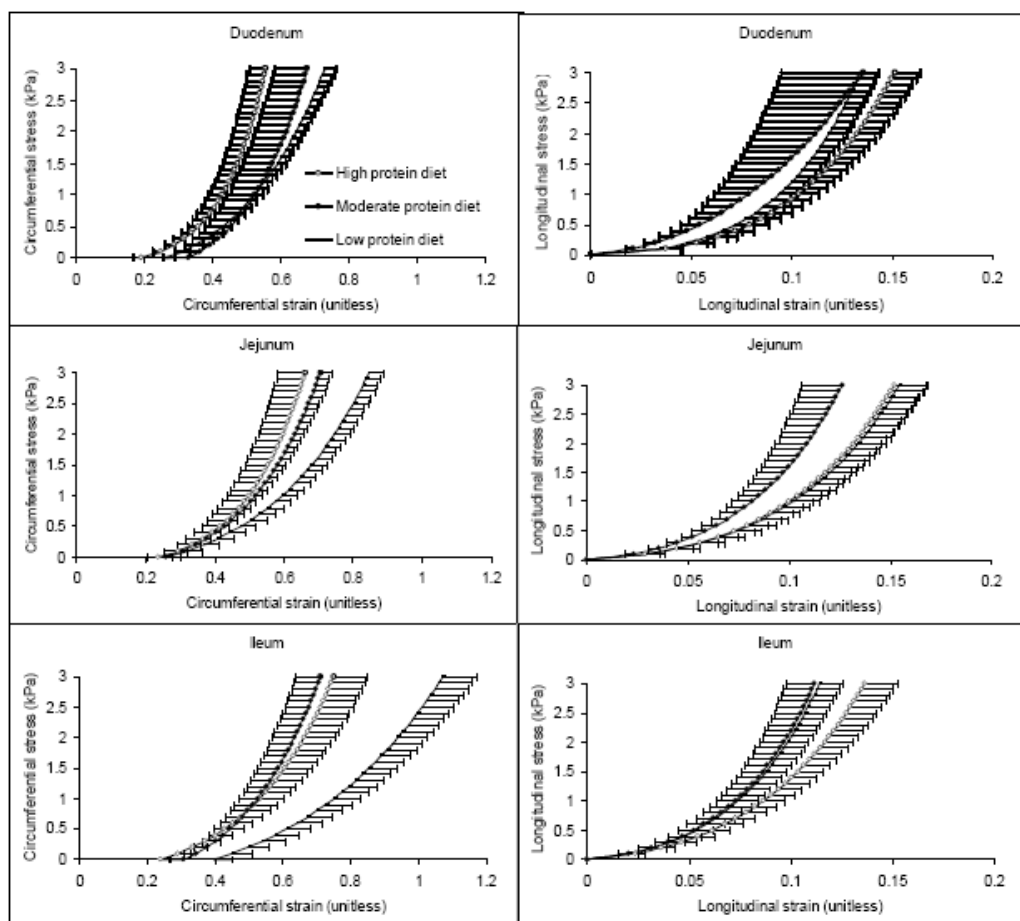 Duodenum
Circumferential stress (kPa)
3
2.5
2
1.5
1
0.5
0
High protein diet
Moderate protein diet
Low protein diet
0 0.2 0.4 0.6 0.8 1 1.2
Circumferential strain (unitless)
Duodenum
Longitudinal stress (kPa)
3
2.5
2
1.5
1
0.5
0
0 0.05 0.1 0.15 0.2
Longitudinal strain (unitless)
Jejunum
Circumferential stress (kPa)
3
2.5
2
1.5
1
0.5
0
0 0.2 0.4 0.6 0.8 1 1.2
Circumferential strain (unitless)
Jejunum
Longitudinal stress (kPa)
3
2.5
2
1.5
1
0.5
0
0 0.05 0.1 0.15 0.2
Longitudinal strain (unitless)
Ileum
Circumferential stress (kPa)
3
2.5
2
1.5
1
0.5
0
0 0.2 0.4 0.6 0.8 1 1.2
Circumferential strain (unitless)
Ileum
Longitudinal stress (kPa)
3
2.5
2
1.5
1
0.5
0
0 0.05 0.1 0.15 0.2
Longitudinal strain (unitless)